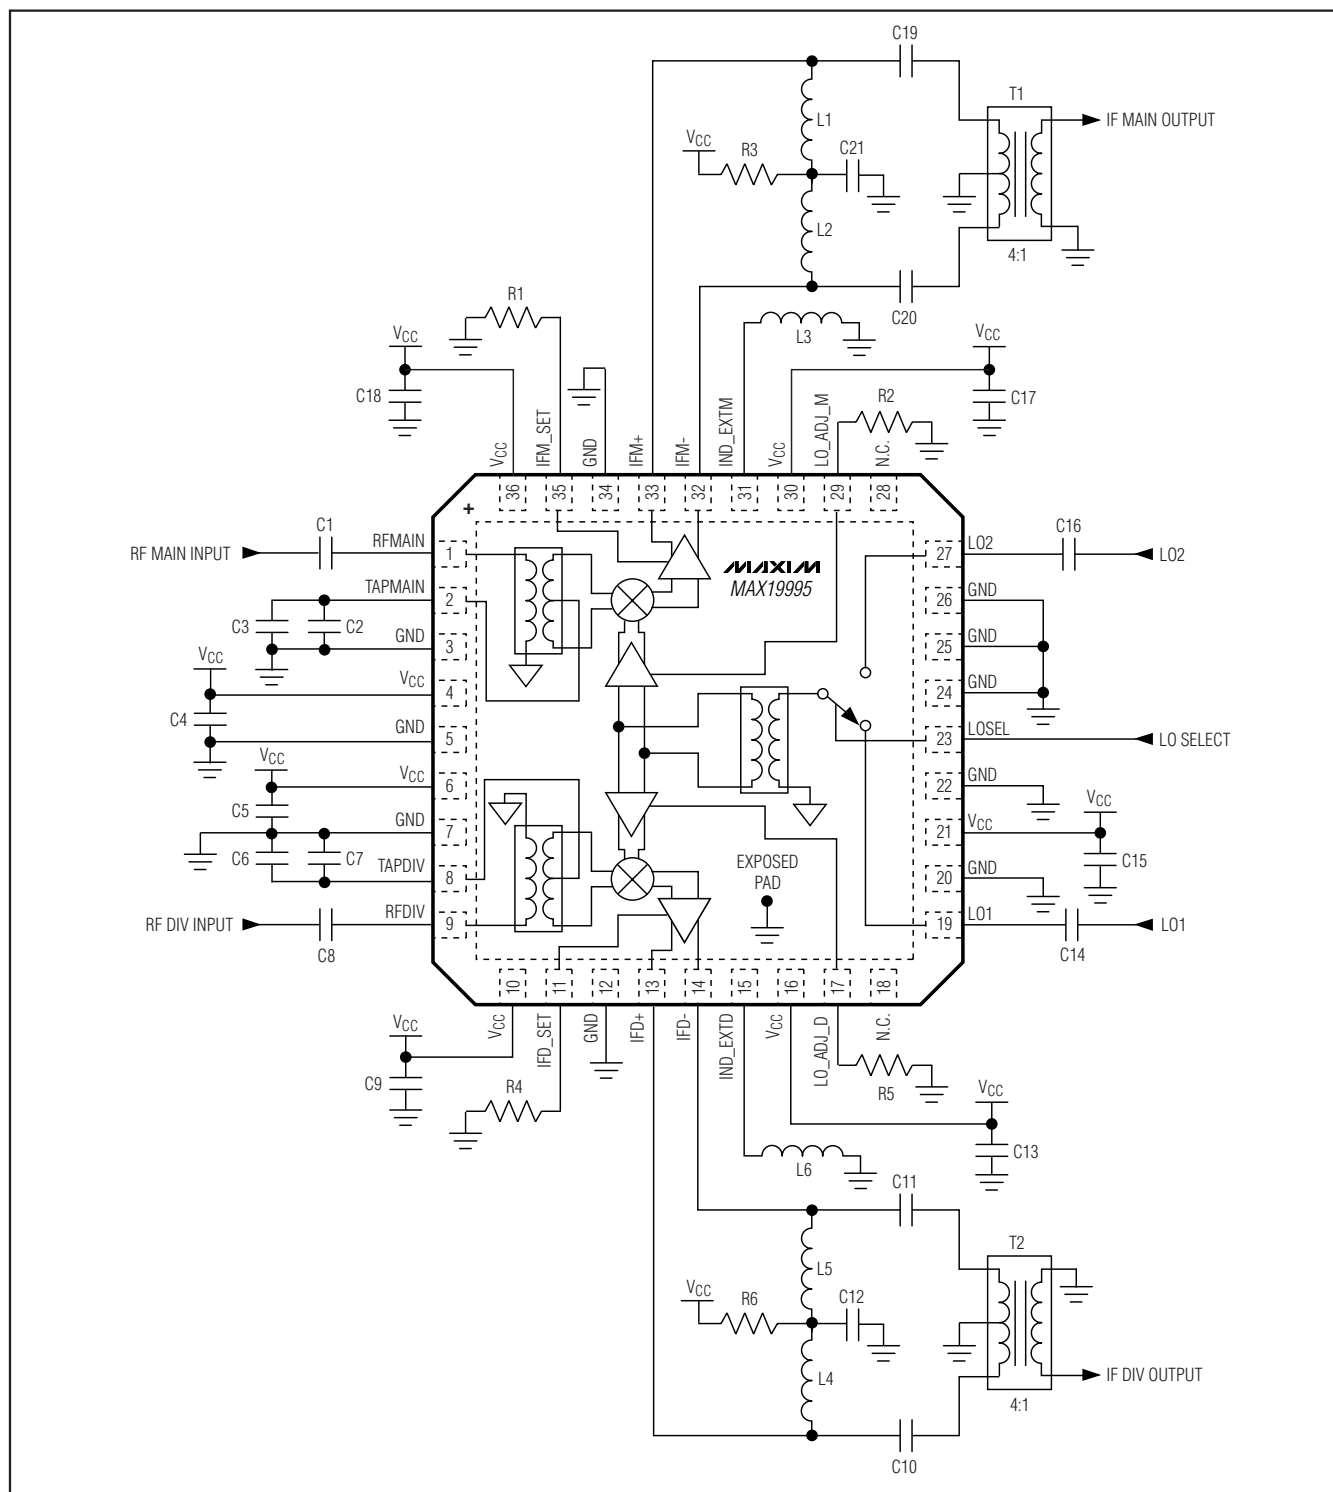 C19
T1
IF MAIN OUTPUT
L1
VCC
R3
C21
L2
4:1
C20
R1
L3
VCC
VCC
C18
C17
R2
VCC
IFM_SET
GND
IFM+
IFM-
IND_EXTM
VCC
LO_ADJ_M
N.C.
36
35
34
33
32
31
30
29
28
+
RF MAIN INPUT
C1
RFMAIN
1
MAXIM
MAX19995
27
LO2
C16
LO2
TAPMAIN
2
26
GND
C3
C2
GND
3
25
GND
VCC
VCC
4
24
GND
C4
GND
5
23
LOSEL
LO SELECT
VCC
VCC
6
22
GND
C5
GND
7
21
VCC
VCC
C6
C7
TAPDIV
8
EXPOSED
PAD
20
GND
C15
RF DIV INPUT
C8
RFDIV
9
19
LO1
C14
LO1
10
11
12
13
14
15
16
17
18
VCC
IFD_SET
GND
IFD+
IFD-
IND_EXTD
VCC
LO_ADJ_D
N.C.
VCC
C9
R4
R5
VCC
C13
L6
C11
T2
L5
VCC
R6
C12
L4
IF DIV OUTPUT
4:1
C10